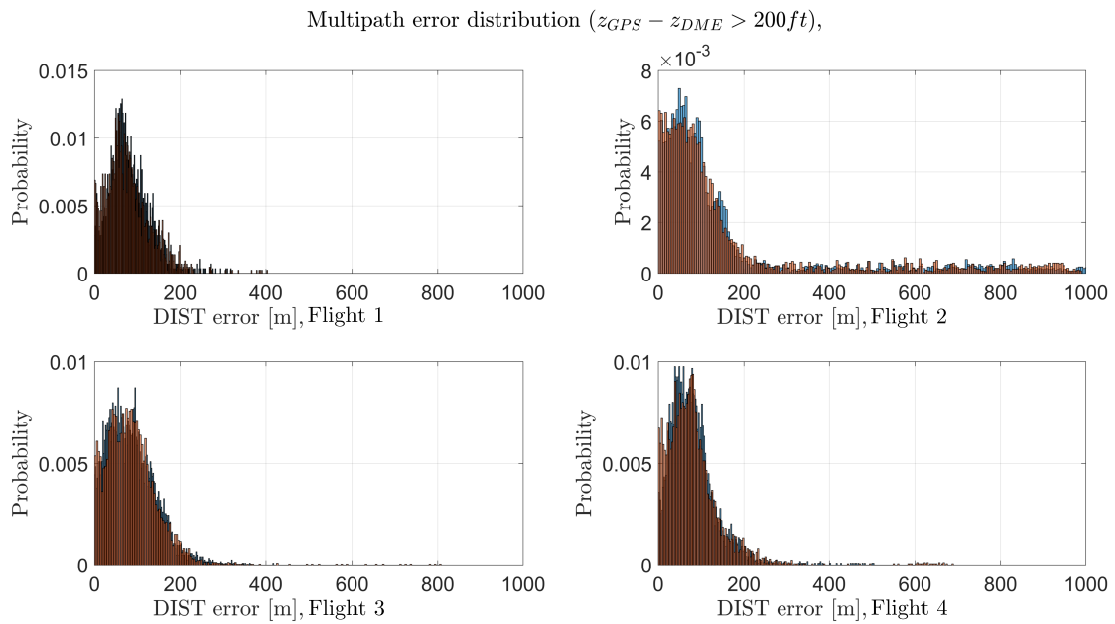 Multipath error distribution (z_GPS − z_DME > 200ft),
0.015
0.01
0.005
0
Probability
0 200 400 600 800 1000
DIST error [m], Flight 1
×10^-3
8
6
4
2
0
Probability
0 200 400 600 800 1000
DIST error [m], Flight 2
0.01
0.005
0
Probability
0 200 400 600 800 1000
DIST error [m], Flight 3
0.01
0.005
0
Probability
0 200 400 600 800 1000
DIST error [m], Flight 4